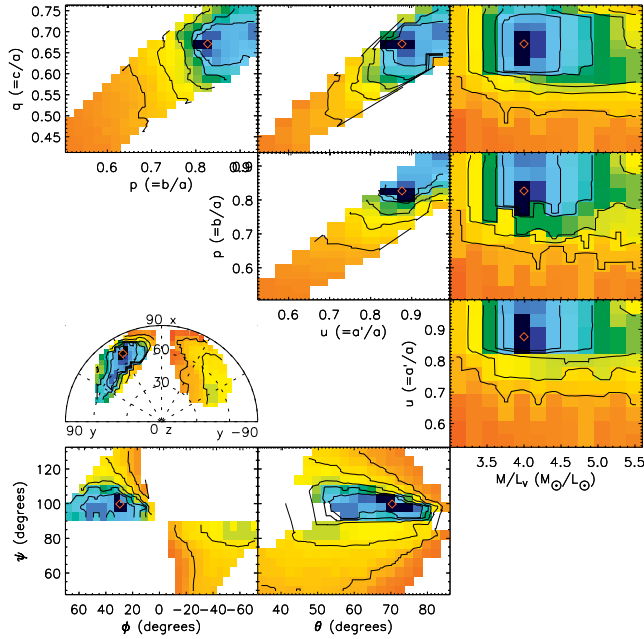 0.75
0.70
0.65
0.60
0.55
0.50
0.45
q (=c/a)
0.6 0.7 0.8 0.9
p (=b/a)
0.9
0.8
0.7
0.6
p (=b/a)
0.6 0.7 0.8 0.9
u (=a'/a)
0.9
0.8
0.7
0.6
u (=a'/a)
3.5 4.0 4.5 5.0 5.5
M/Lv (M⊙/L⊙)
90 x
60
30
90 y 0 z y -90
120
100
80
60
ψ (degrees)
60 40 20 0 -20 -40 -60
φ (degrees)
40 60 80
θ (degrees)